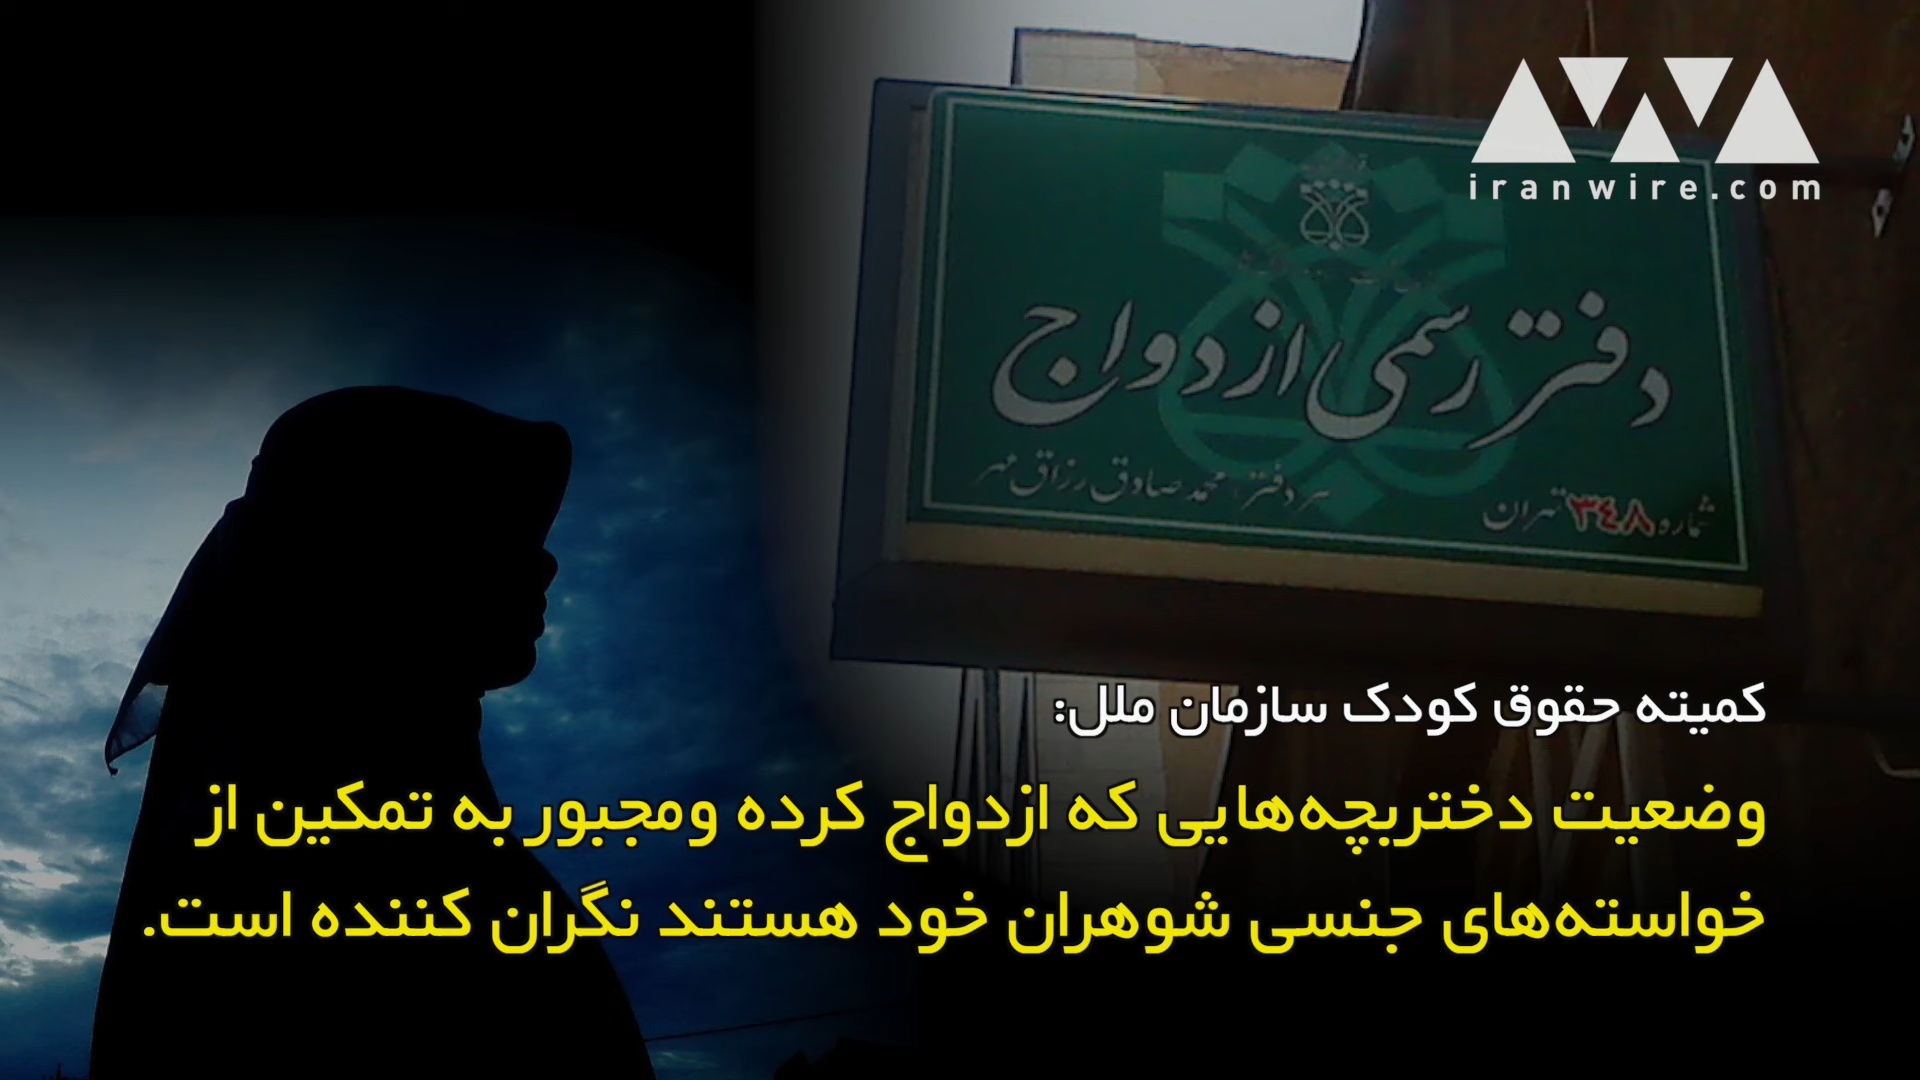 iranwire.com
دفتر رسمی ازدواج
سردفتر: محمد صادق رزاق مهر
شماره ۳٤۸ تهران
کمیته حقوق کودک سازمان ملل:
وضعیت دختربچه‌هایی که ازدواج کرده ومجبور به تمکین از
خواسته‌های جنسی شوهران خود هستند نگران کننده است.